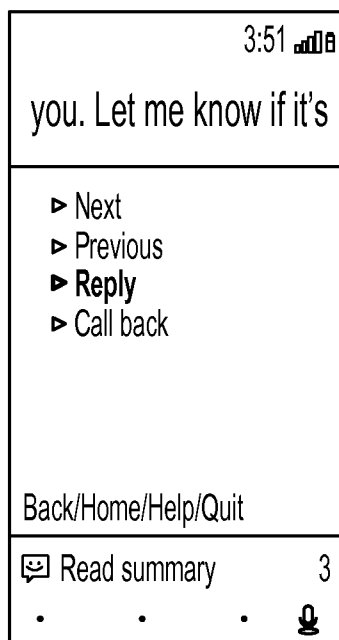 3:51
you. Let me know if it's
Next
Previous
Reply
Call back
Back/Home/Help/Quit
Read summary 3